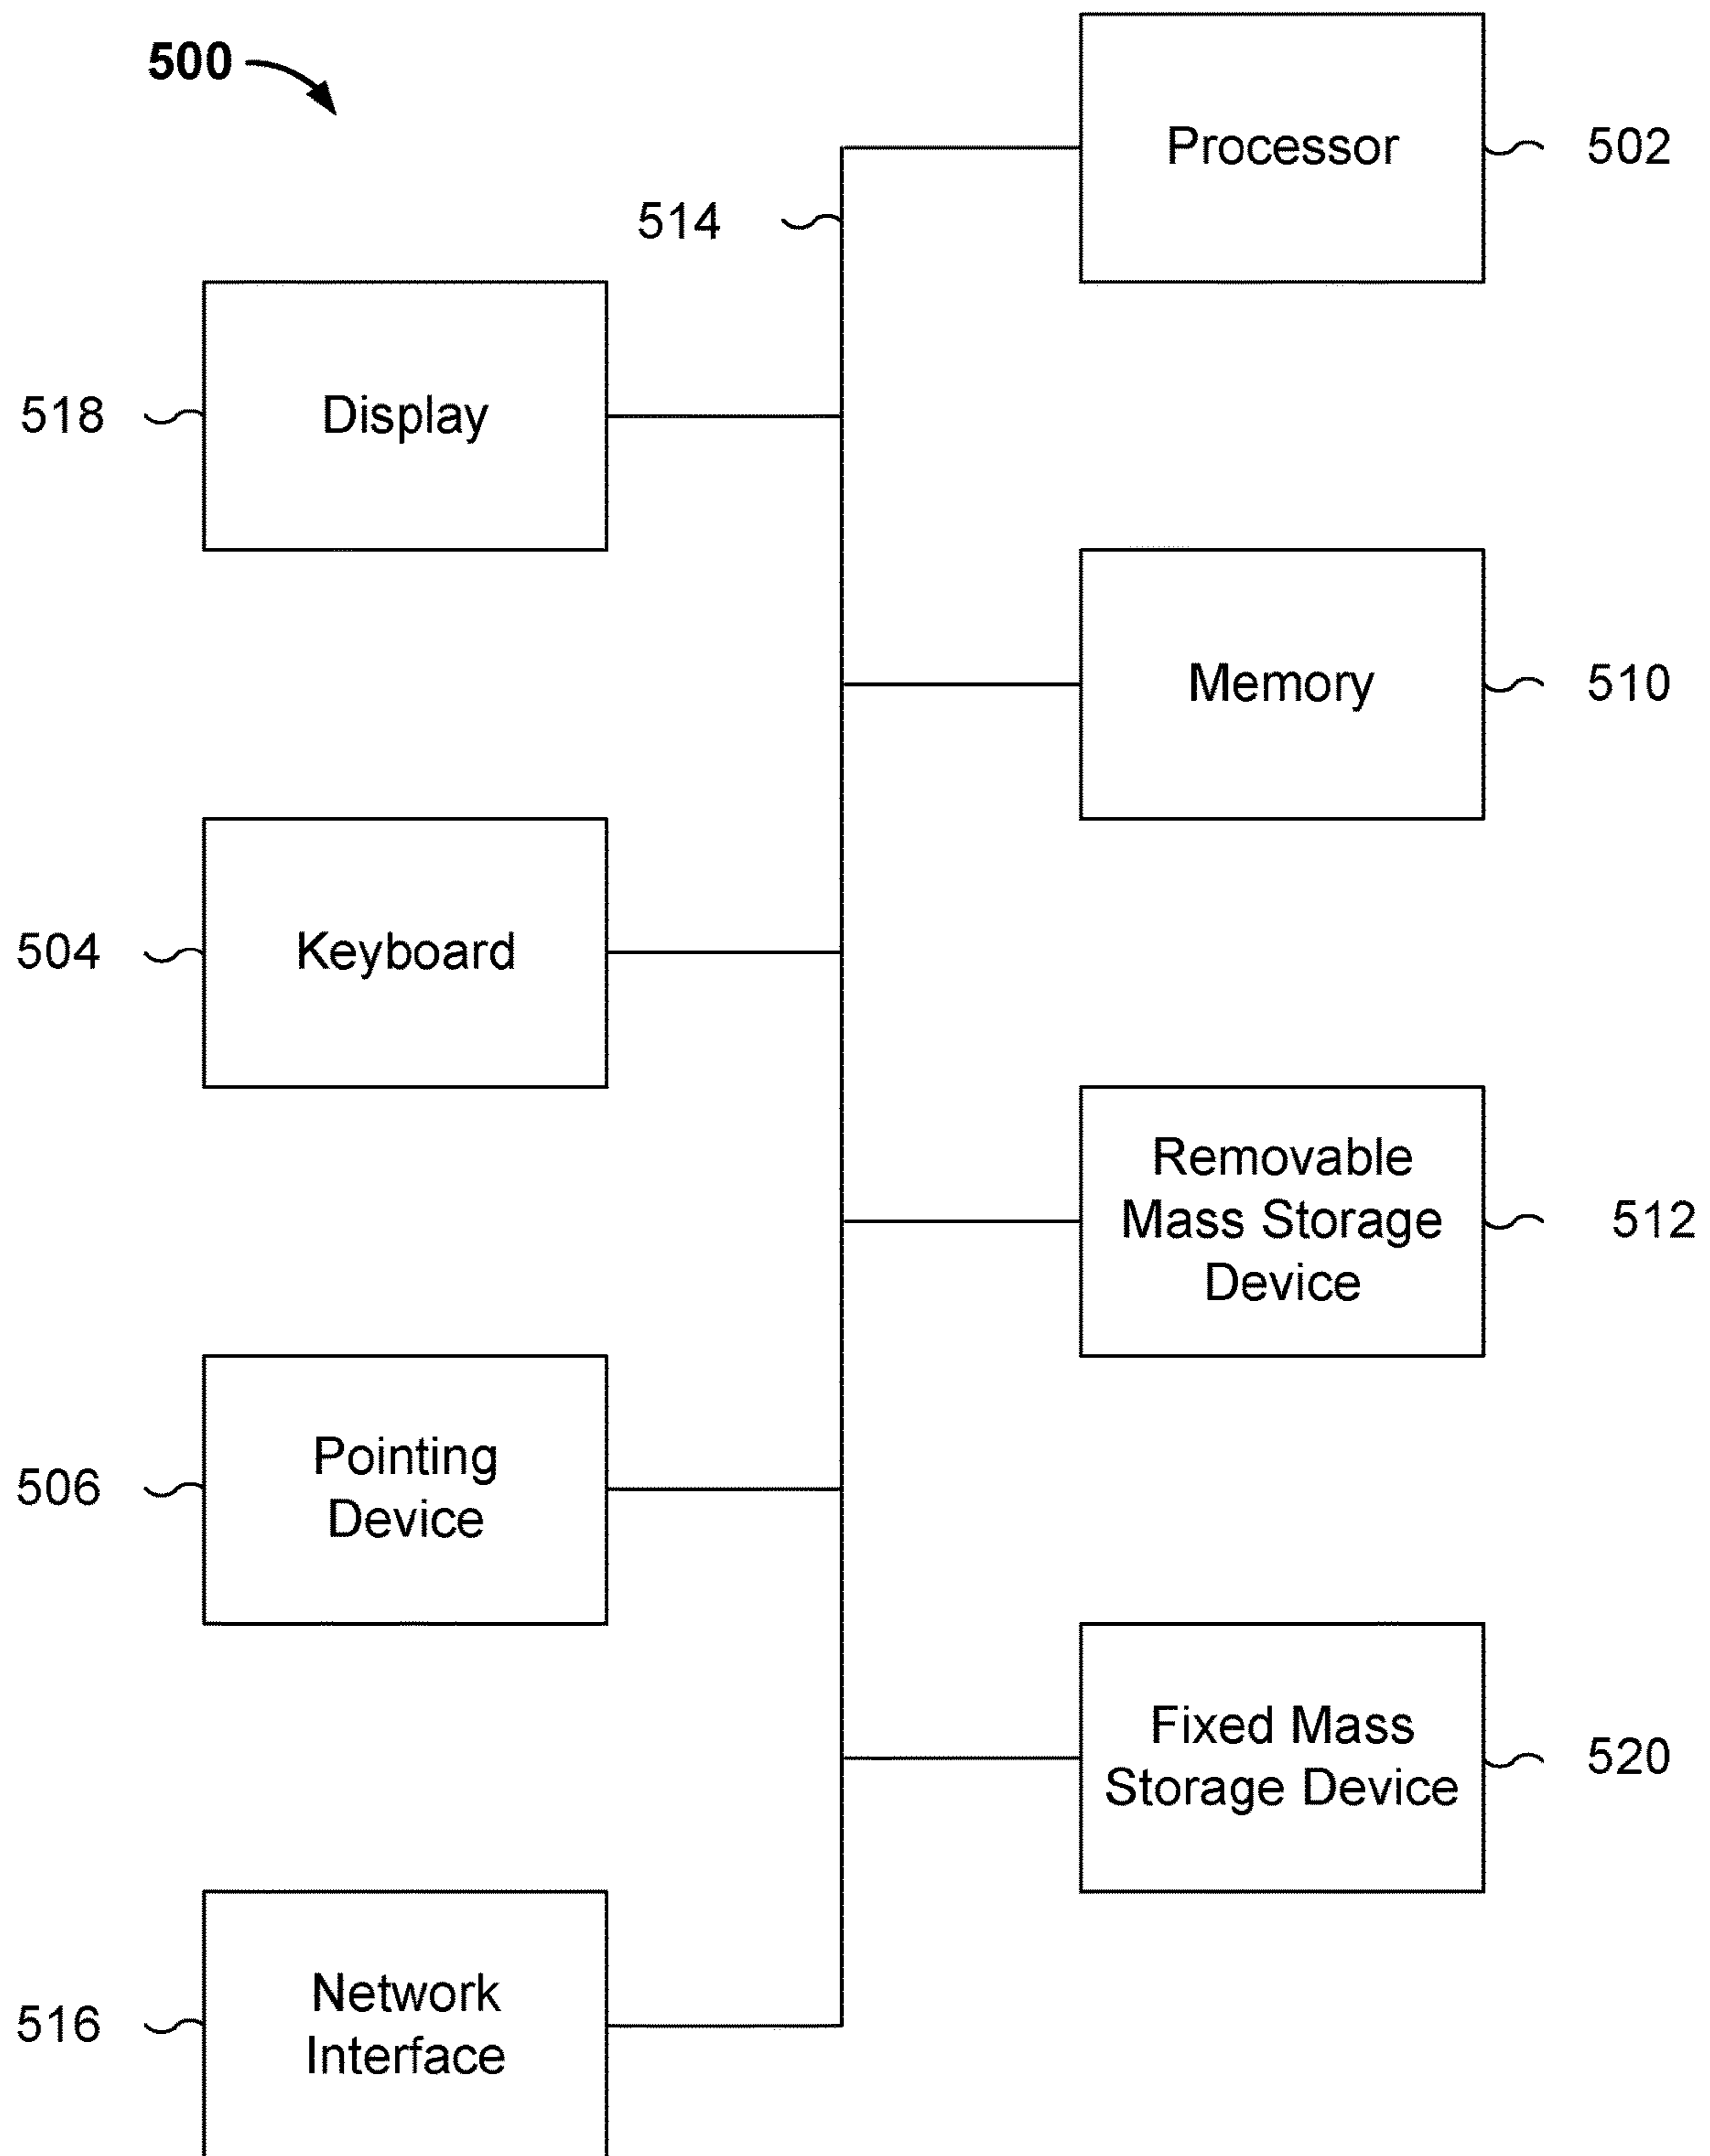 500
Processor
502
514
Display
518
Memory
510
Keyboard
504
Removable
Mass Storage
Device
512
Pointing
Device
506
Fixed Mass
Storage Device
520
Network
Interface
516